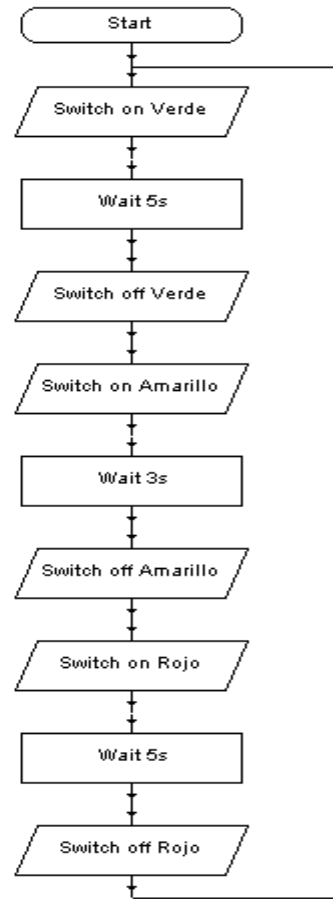 Start
Switch on Verde
Wait 5s
Switch off Verde
Switch on Amarillo
Wait 3s
Switch off Amarillo
Switch on Rojo
Wait 5s
Switch off Rojo